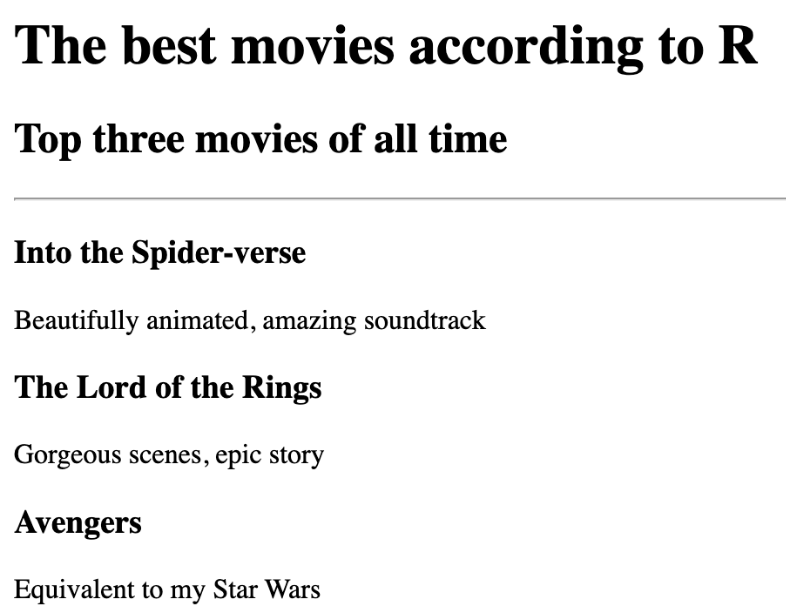 The best movies according to R
Top three movies of all time
Into the Spider-verse
Beautifully animated, amazing soundtrack
The Lord of the Rings
Gorgeous scenes, epic story
Avengers
Equivalent to my Star Wars